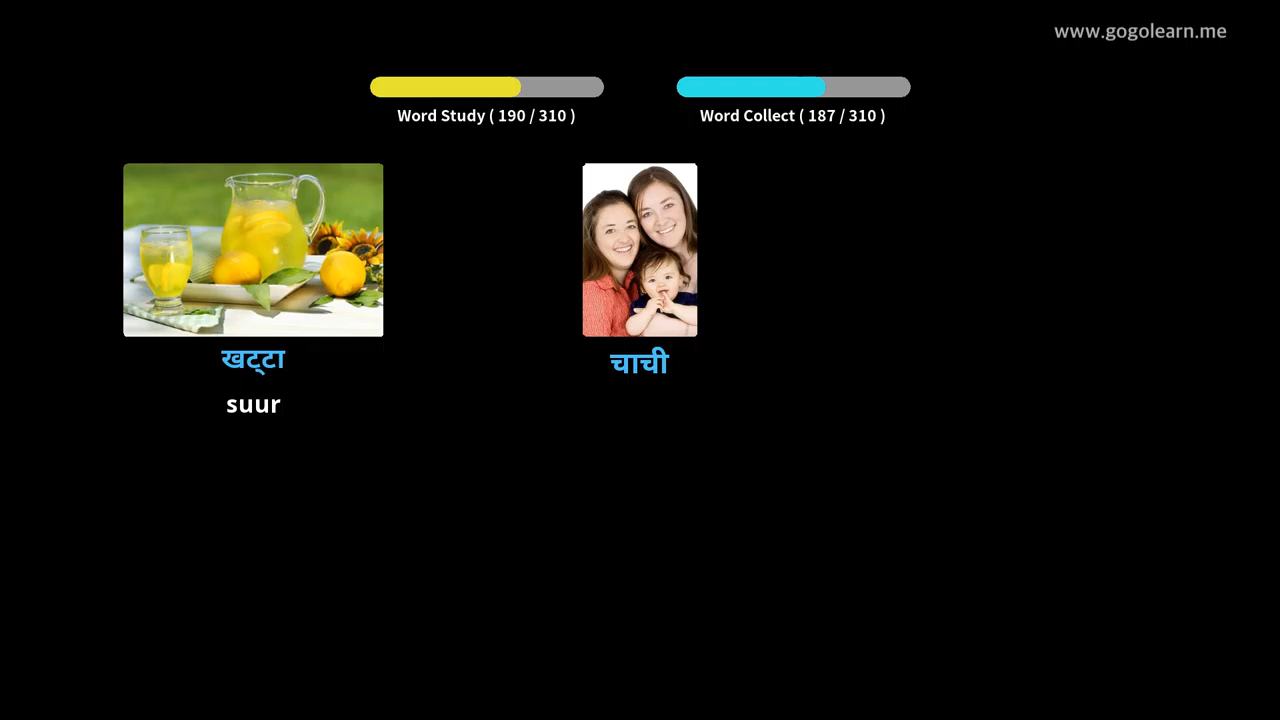 www.gogolearn.me
Word Study ( 190 / 310 )
Word Collect ( 187 / 310 )
खट्टा
suur
चाची